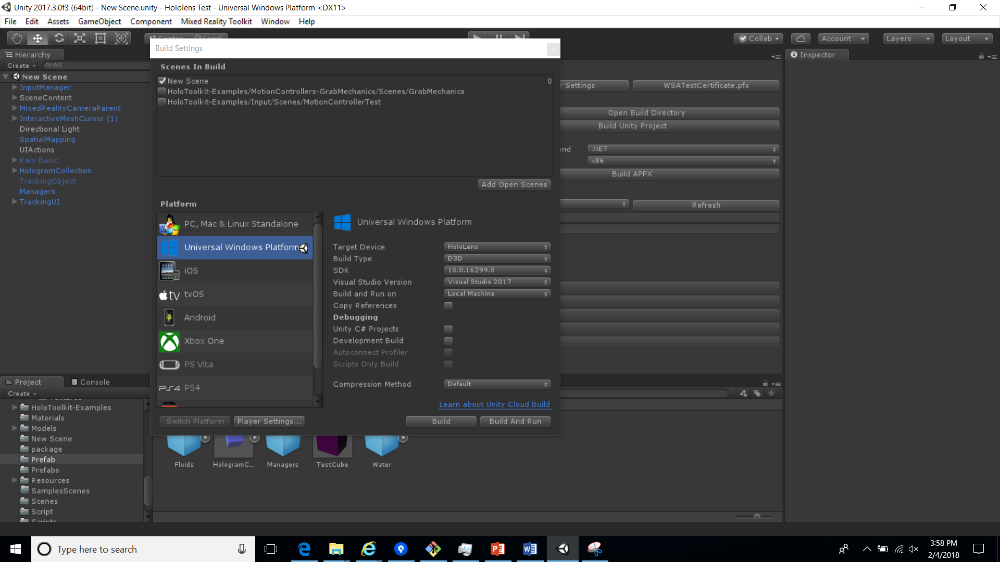 Unity 2017.3.0f3 (64bit) - New Scene.unity - Hololens Test - Universal Windows Platform <DX11>
File Edit Assets GameObject Component Mixed Reality Toolkit Window Help
Center Local
Collab
Account
Layers
Layout
Hierarchy
Create
All
New Scene
InputManager
SceneContent
MixedRealityCameraParent
InteractiveMeshCursor (1)
Directional Light
SpatialMapping
UIActions
Rain Basic
HologramCollection
TrackingObject
Managers
TrackingUI
Build Settings
Scenes In Build
New Scene 0
HoloToolkit-Examples/MotionControllers-GrabMechanics/Scenes/GrabMechanics
HoloToolkit-Examples/Input/Scenes/MotionControllerTest
Add Open Scenes
Platform
PC, Mac & Linux Standalone
Universal Windows Platform
iOS
tv tvOS
Android
Xbox One
PS Vita
PS4 PS4
HTML
Universal Windows Platform
Target Device HoloLens
Build Type D3D
SDK 10.0.16299.0
Visual Studio Version Visual Studio 2017
Build and Run on Local Machine
Copy References
Debugging
Unity C# Projects
Development Build
Autoconnect Profiler
Scripts Only Build
Compression Method Default
Learn about Unity Cloud Build
Switch Platform
Player Settings...
Build
Build And Run
r Settings
WSATestCertificate.pfx
Open Build Directory
Build Unity Project
nd .NET
x86
Build APPX
Refresh
Inspector
Project
Console
Create
HoloToolkit-Examples
Materials
Models
New Scene
package
Prefab
Prefabs
Resources
SamplesScenes
Scenes
Script
Scripts
Fluids
HologramC...
Managers
TestCube
Water
Type here to search
3:58 PM
2/4/2018